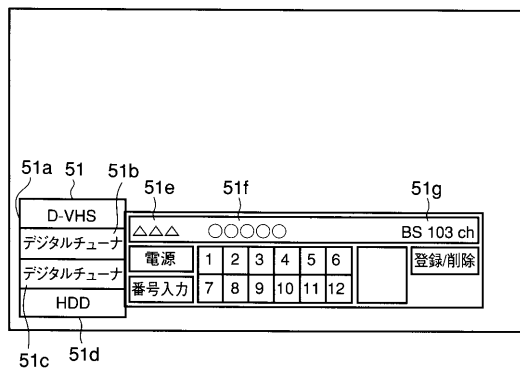 51a 51 51b
51e 51f 51g
D-VHS
デジタルチューナ
デジタルチューナ
HDD
△△△ ○○○○○ BS 103 ch
電源 1 2 3 4 5 6 登録/削除
番号入力 7 8 9 10 11 12
51c 51d